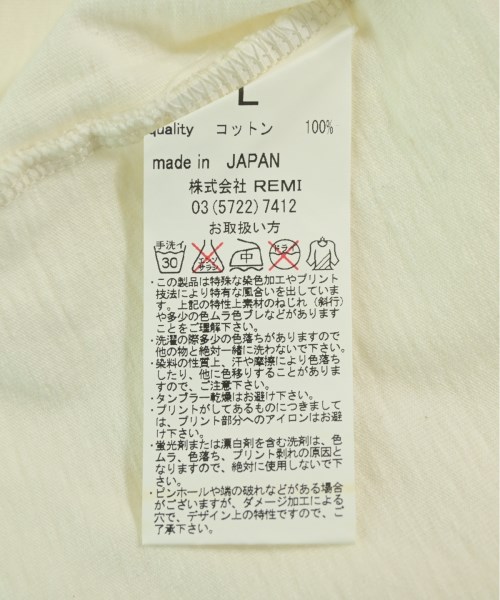 L
quality コットン 100%
made in JAPAN
株式会社 REMI
03(5722)7412
お取扱い方
手洗イ 30 エンソサラシ 中 ドライ
・この製品は特殊な染色加工やプリント
技法により特有な風合いを出していま
す。上記の特性上素材のねじれ（斜行）
や多少の色ムラ色ブレなどがあります
ことをご理解下さい。
・洗濯の際多少の色落ちがありますので
他の物と絶対一緒に洗わないで下さい。
・染料の性質上、汗や摩擦により色落ち
したり、他に色移りすることがありま
すので、ご注意下さい。
・タンブラー乾燥はお避け下さい。
・プリントがしてあるものにつきまして
は、プリント部分へのアイロンはお避
け下さい。
・蛍光剤または漂白剤を含む洗剤は、色
ムラ、色落ち、プリント剥れの原因と
なりますので、絶対に使用しないで下
さい。
・ピンホールや端の破れなどがある場合
がございますが、ダメージ加工による
穴で、デザイン上の特性ですので、ご
了承下さい。